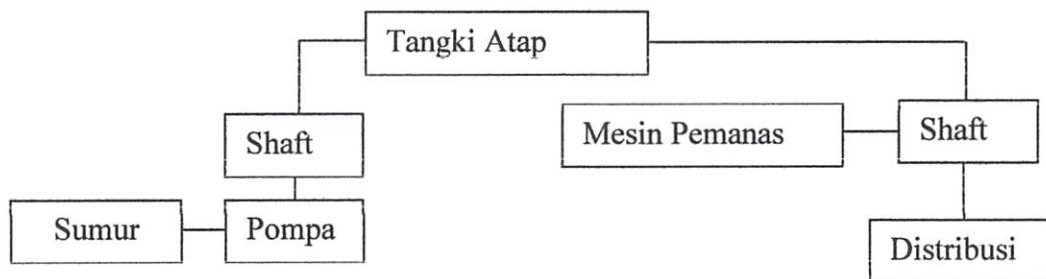 Tangki Atap
Shaft
Mesin Pemanas
Shaft
Sumur
Pompa
Distribusi